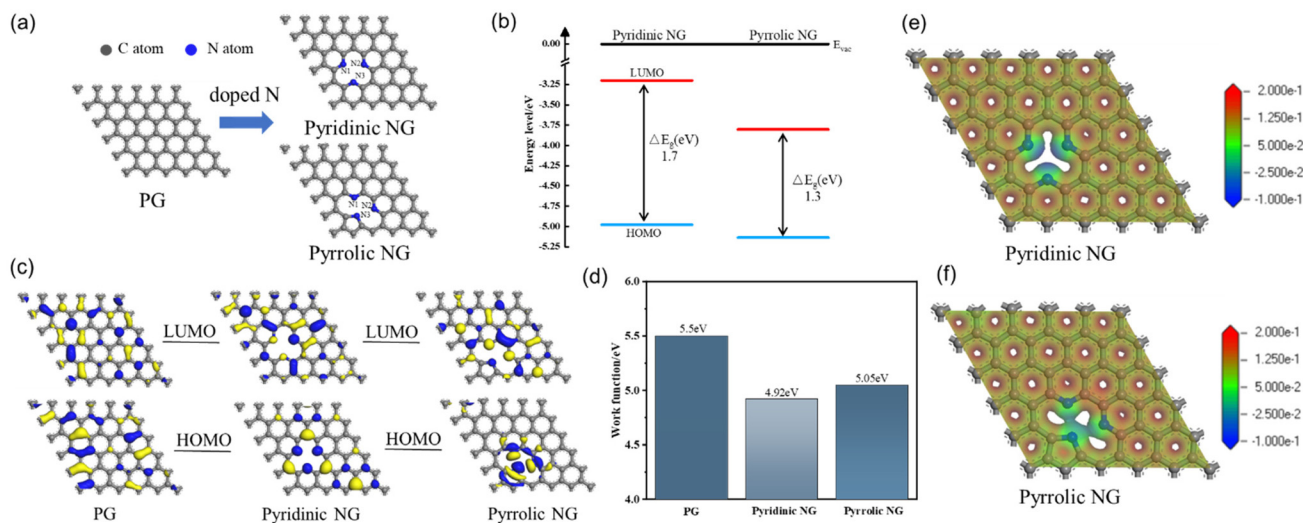 (a)
C atom
N atom
doped N
PG
N1
N2
N3
Pyridinic NG
N1
N2
N3
Pyrrolic NG
(b)
Energy level/eV
0.00
-3.25
-3.50
-3.75
-4.00
-4.25
-4.50
-4.75
-5.00
-5.25
Pyridinic NG
Pyrrolic NG
Evac
LUMO
△Eg(eV)
1.7
HOMO
△Eg(eV)
1.3
(c)
LUMO
LUMO
HOMO
HOMO
PG
Pyridinic NG
Pyrrolic NG
(d)
Work function/eV
6.0
5.5
5.0
4.5
4.0
5.5eV
4.92eV
5.05eV
PG
Pyridinic NG
Pyrrolic NG
(e)
2.000e-1
1.250e-1
5.000e-2
-2.500e-2
-1.000e-1
Pyridinic NG
(f)
2.000e-1
1.250e-1
5.000e-2
-2.500e-2
-1.000e-1
Pyrrolic NG